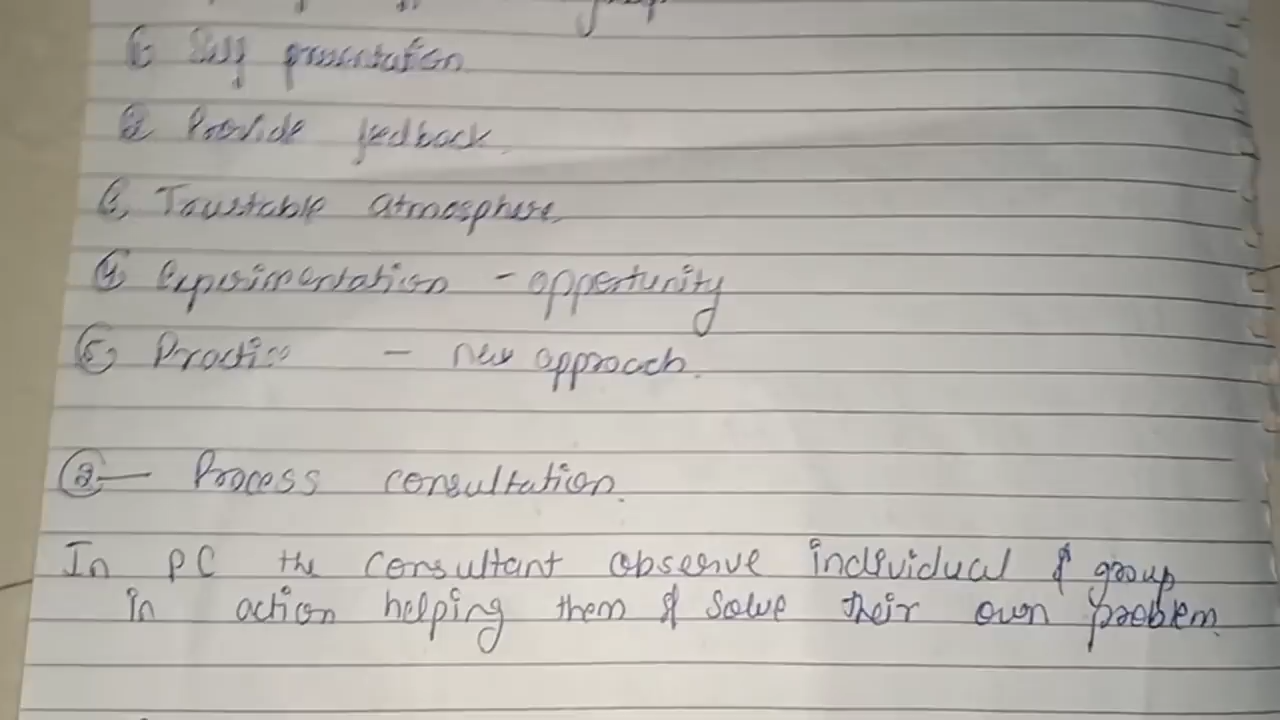 ① Self presentation
② Provide feedback.
③ Trustable atmosphere.
④ Experimentation - oppertunity
⑤ Practice - new approach.
② — Process consultation.
In PC the consultant observe individual & group
in action helping them & solve their own problem.